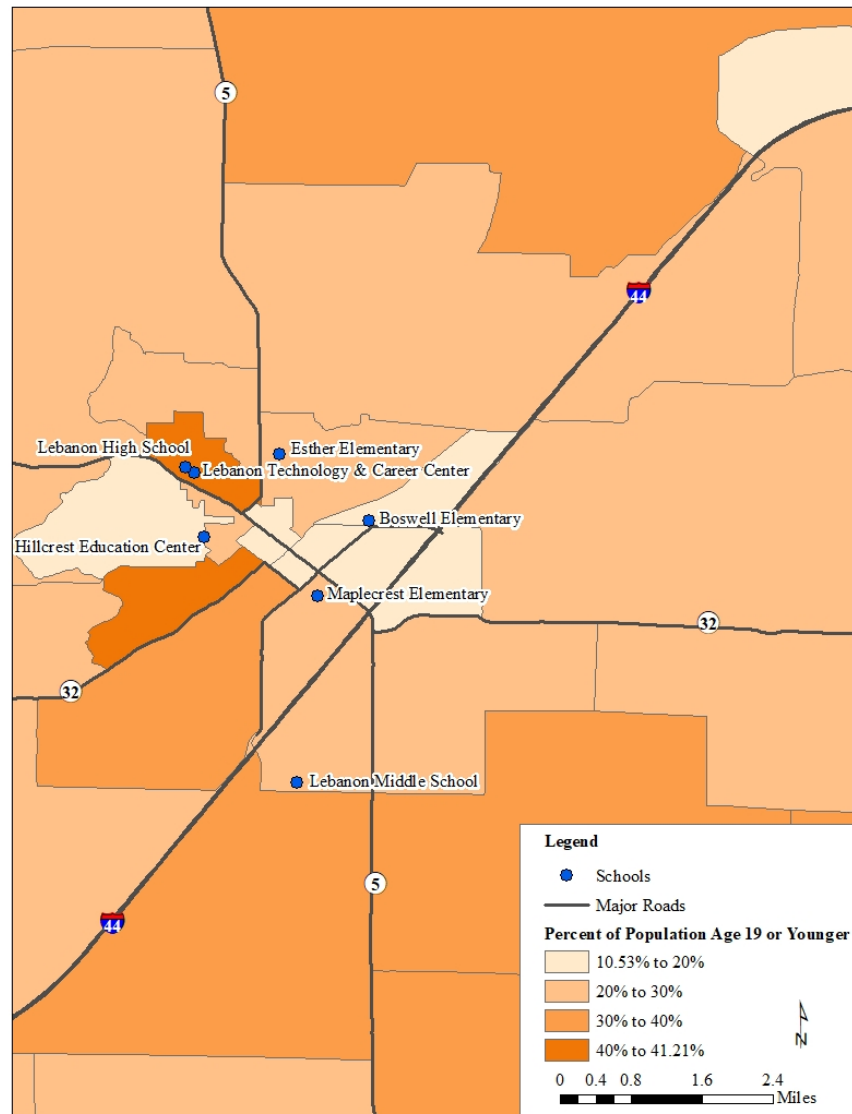 5
44
Lebanon High School
Esther Elementary
Lebanon Technology & Career Center
Boswell Elementary
Hillcrest Education Center
Maplecrest Elementary
32
32
Lebanon Middle School
5
44
Legend
Schools
Major Roads
Percent of Population Age 19 or Younger
10.53% to 20%
20% to 30%
30% to 40%
40% to 41.21%
N
0 0.4 0.8 1.6 2.4
Miles